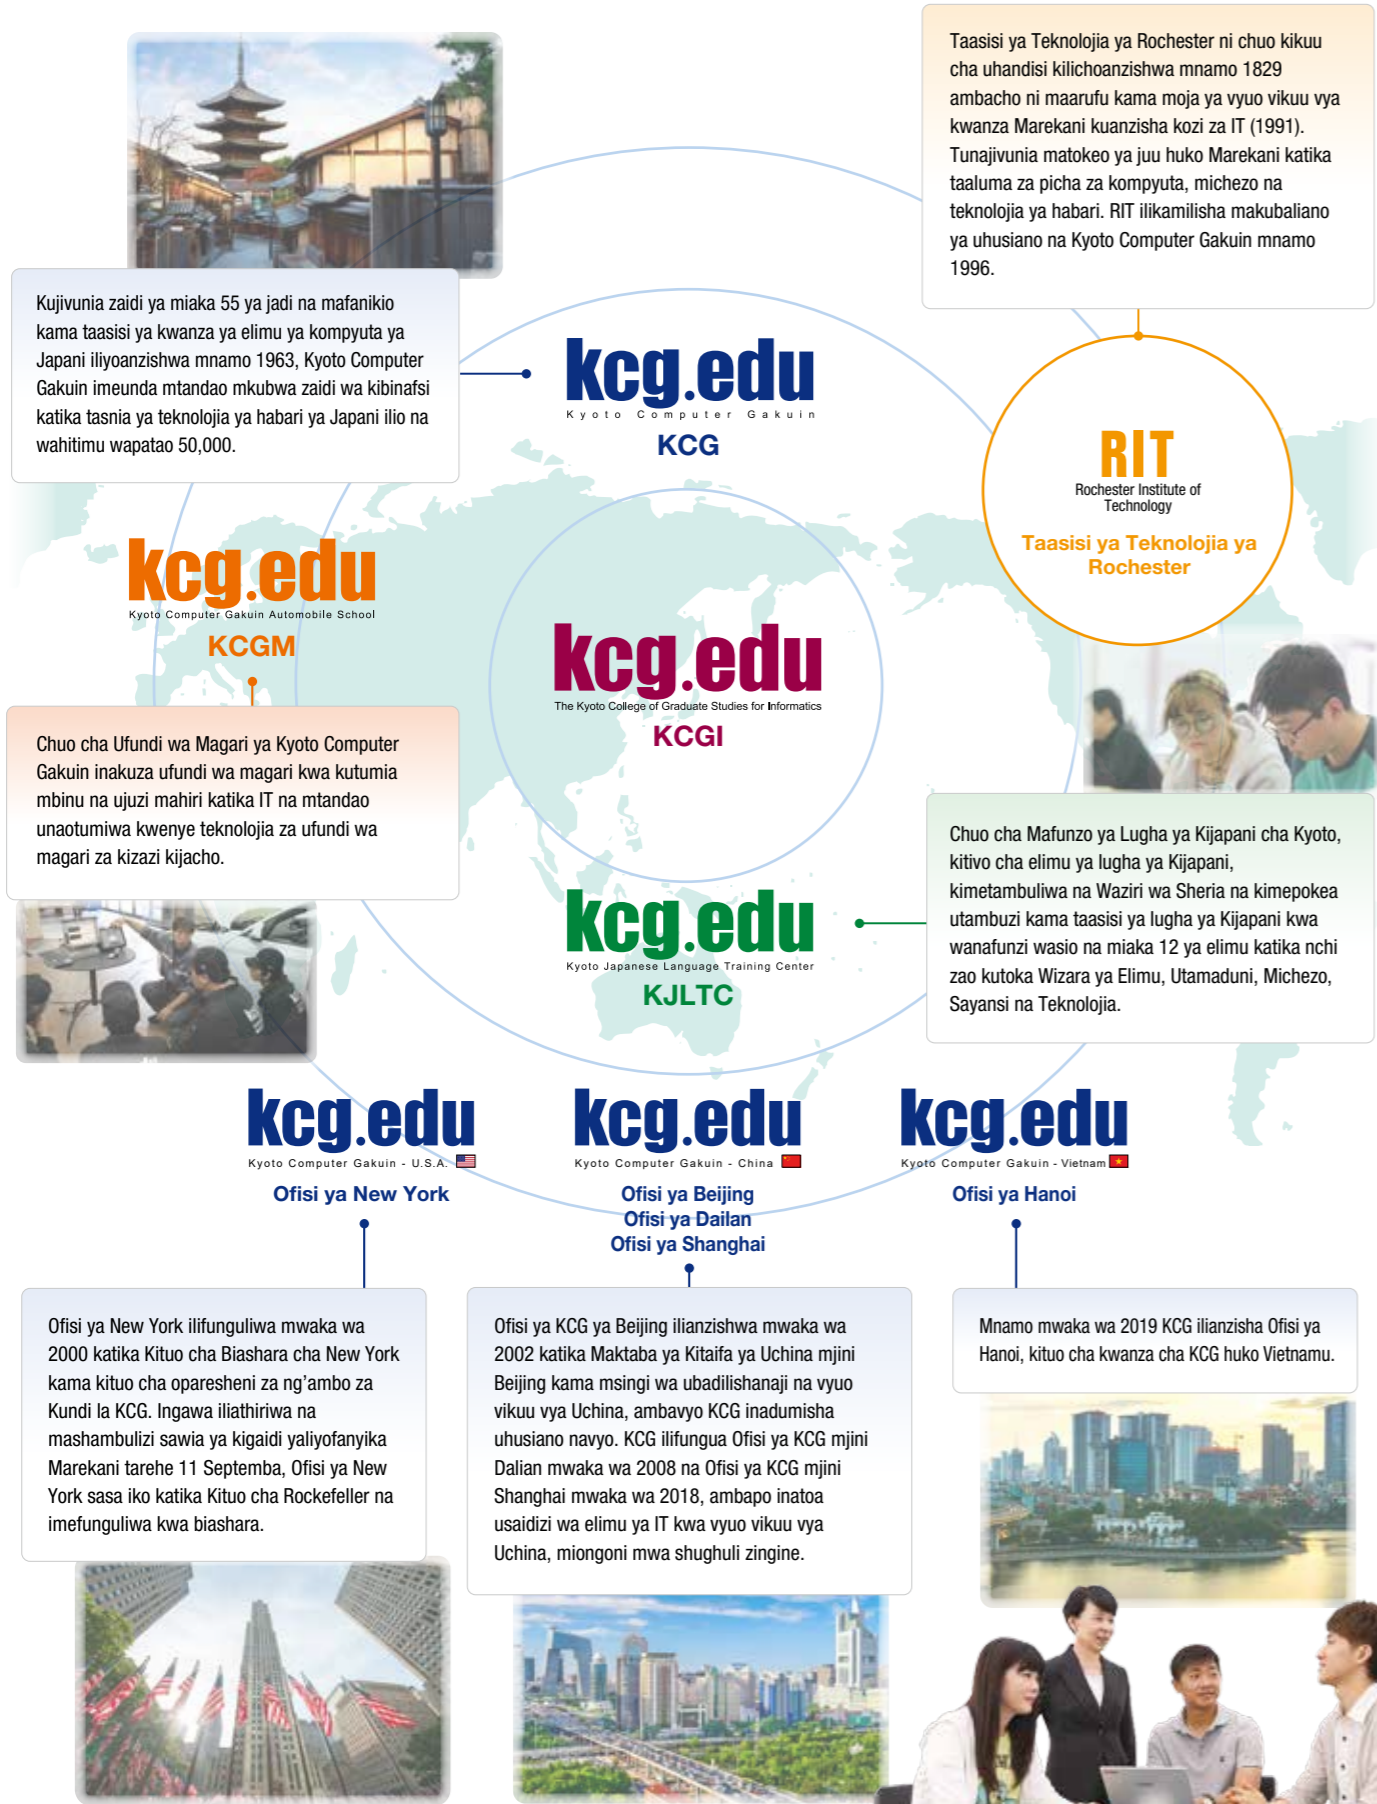 Taasisi ya Teknolojia ya Rochester ni chuo kikuu
cha uhandisi kilichoanzishwa mnamo 1829
ambacho ni maarufu kama moja ya vyuo vikuu vya
kwanza Marekani kuanzisha kozi za IT (1991).
Tunajivunia matokeo ya juu huko Marekani katika
taaluma za picha za kompyuta, michezo na
teknolojia ya habari. RIT ilikamilisha makubaliano
ya uhusiano na Kyoto Computer Gakuin mnamo
1996.
Kujivunia zaidi ya miaka 55 ya jadi na mafanikio
kama taasisi ya kwanza ya elimu ya kompyuta ya
Japani iliyoanzishwa mnamo 1963, Kyoto Computer
Gakuin imeunda mtandao mkubwa zaidi wa kibinafsi
katika tasnia ya teknolojia ya habari ya Japani ilio na
wahitimu wapatao 50,000.
kcg.edu
Kyoto Computer Gakuin
KCG
RIT
Rochester Institute of
Technology
Taasisi ya Teknolojia ya
Rochester
kcg.edu
Kyoto Computer Gakuin Automobile School
KCGM
kcg.edu
The Kyoto College of Graduate Studies for Informatics
KCGI
Chuo cha Ufundi wa Magari ya Kyoto Computer
Gakuin inakuza ufundi wa magari kwa kutumia
mbinu na ujuzi mahiri katika IT na mtandao
unaotumiwa kwenye teknolojia za ufundi wa
magari za kizazi kijacho.
Chuo cha Mafunzo ya Lugha ya Kijapani cha Kyoto,
kitivo cha elimu ya lugha ya Kijapani,
kimetambuliwa na Waziri wa Sheria na kimepokea
utambuzi kama taasisi ya lugha ya Kijapani kwa
wanafunzi wasio na miaka 12 ya elimu katika nchi
zao kutoka Wizara ya Elimu, Utamaduni, Michezo,
Sayansi na Teknolojia.
kcg.edu
Kyoto Japanese Language Training Center
KJLTC
kcg.edu
Kyoto Computer Gakuin - U.S.A.
Ofisi ya New York
kcg.edu
Kyoto Computer Gakuin - China
Ofisi ya Beijing
Ofisi ya Dailan
Ofisi ya Shanghai
kcg.edu
Kyoto Computer Gakuin - Vietnam
Ofisi ya Hanoi
Ofisi ya New York ilifunguliwa mwaka wa
2000 katika Kituo cha Biashara cha New York
kama kituo cha oparesheni za ng'ambo za
Kundi la KCG. Ingawa iliathiriwa na
mashambulizi sawia ya kigaidi yaliyofanyika
Marekani tarehe 11 Septemba, Ofisi ya New
York sasa iko katika Kituo cha Rockefeller na
imefunguliwa kwa biashara.
Ofisi ya KCG ya Beijing ilianzishwa mwaka wa
2002 katika Maktaba ya Kitaifa ya Uchina mjini
Beijing kama msingi wa ubadilishanaji na vyuo
vikuu vya Uchina, ambavyo KCG inadumisha
uhusiano navyo. KCG ilifungua Ofisi ya KCG mjini
Dalian mwaka wa 2008 na Ofisi ya KCG mjini
Shanghai mwaka wa 2018, ambapo inatoa
usaidizi wa elimu ya IT kwa vyuo vikuu vya
Uchina, miongoni mwa shughuli zingine.
Mnamo mwaka wa 2019 KCG ilianzisha Ofisi ya
Hanoi, kituo cha kwanza cha KCG huko Vietnamu.